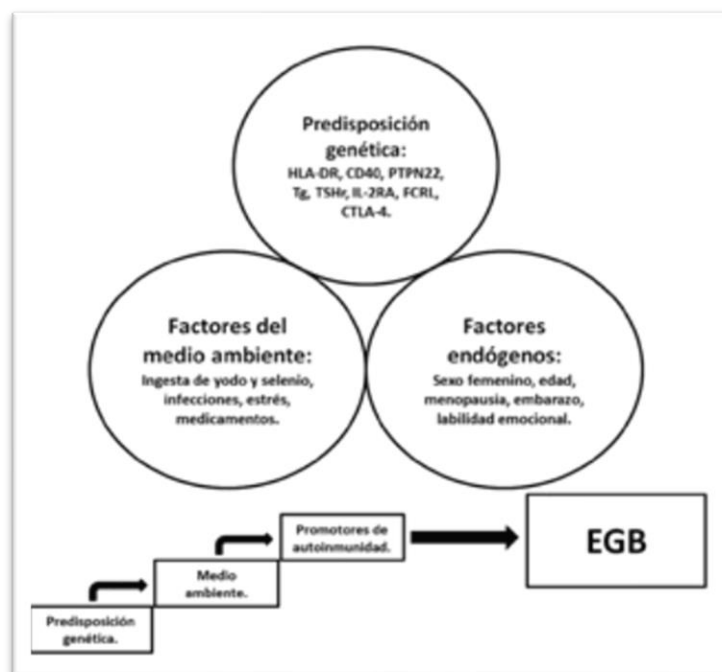 Predisposición
genética:
HLA-DR, CD40, PTPN22,
Tg, TSHr, IL-2RA, FCRL,
CTLA-4.
Factores del
medio ambiente:
Ingesta de yodo y selenio,
infecciones, estrés,
medicamentos.
Factores
endógenos:
Sexo femenino, edad,
menopausia, embarazo,
labilidad emocional.
Promotores de
autoinmunidad.
EGB
Medio
ambiente.
Predisposición
genética.